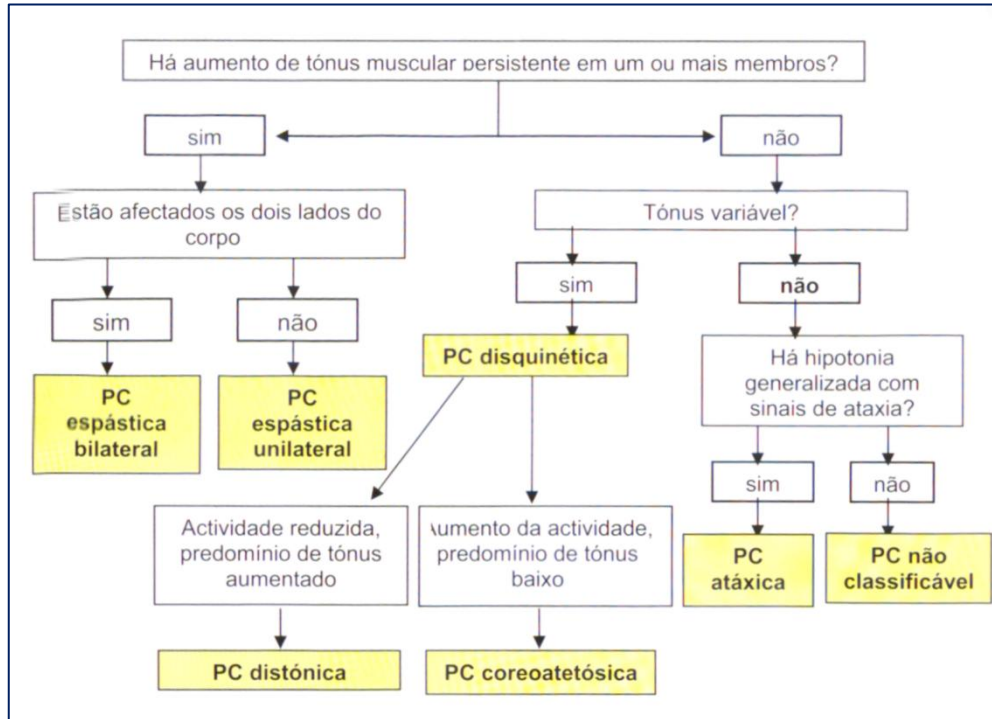 Há aumento de tónus muscular persistente em um ou mais membros?
sim
não
Estão afectados os dois lados do
corpo
Tónus variável?
sim
não
sim
não
PC disquinética
Há hipotonia
generalizada com
sinais de ataxia?
PC
espástica
bilateral
PC
espástica
unilateral
sim
não
Actividade reduzida,
predomínio de tónus
aumentado
Aumento da actividade,
predomínio de tónus
baixo
PC
atáxica
PC não
classificável
PC distónica
PC coreoatetósica